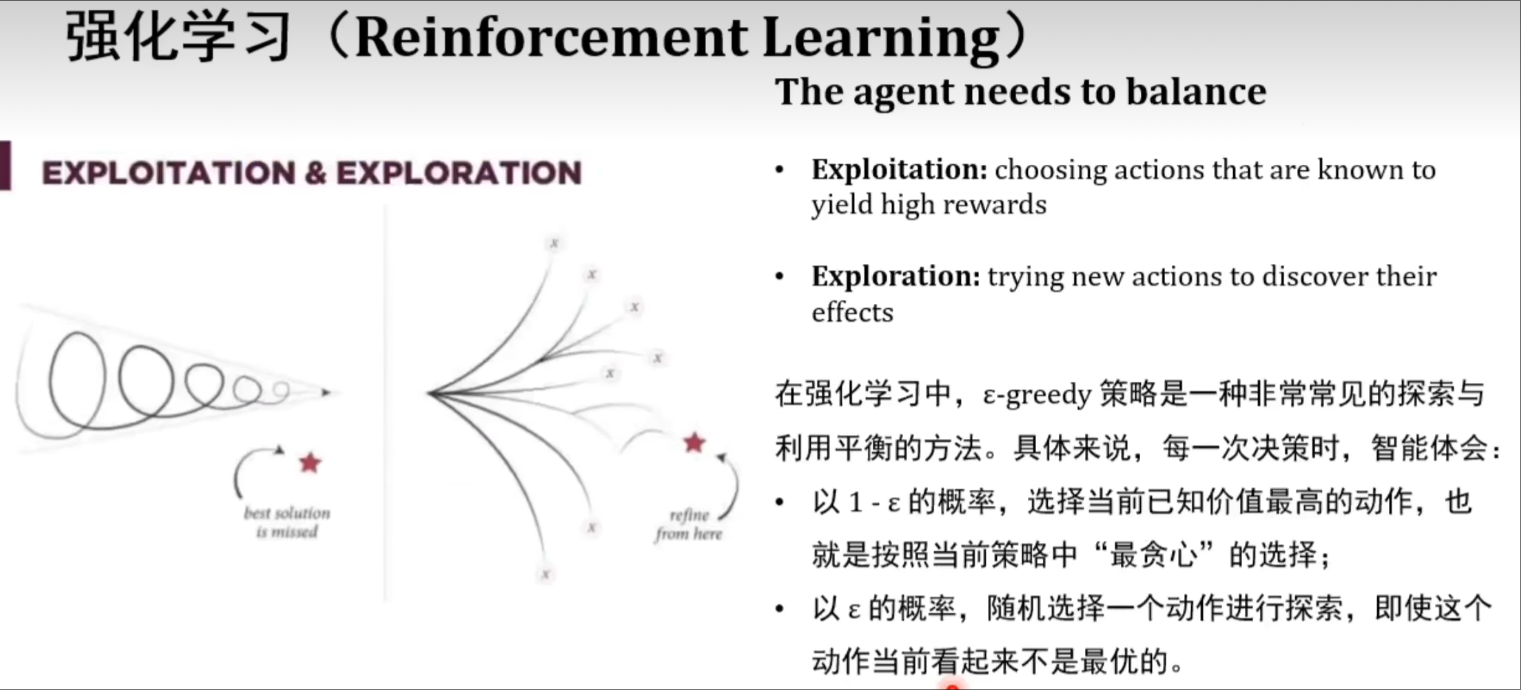 强化学习（Reinforcement Learning）
The agent needs to balance
EXPLOITATION & EXPLORATION
best solution
is missed
x
x
x
x
x
x
x
refine
from here
• Exploitation: choosing actions that are known to
yield high rewards
• Exploration: trying new actions to discover their
effects
在强化学习中，ε-greedy 策略是一种非常常见的探索与
利用平衡的方法。具体来说，每一次决策时，智能体会：
• 以 1 - ε 的概率，选择当前已知价值最高的动作，也
就是按照当前策略中“最贪心”的选择；
• 以 ε 的概率，随机选择一个动作进行探索，即使这个
动作当前看起来不是最优的。